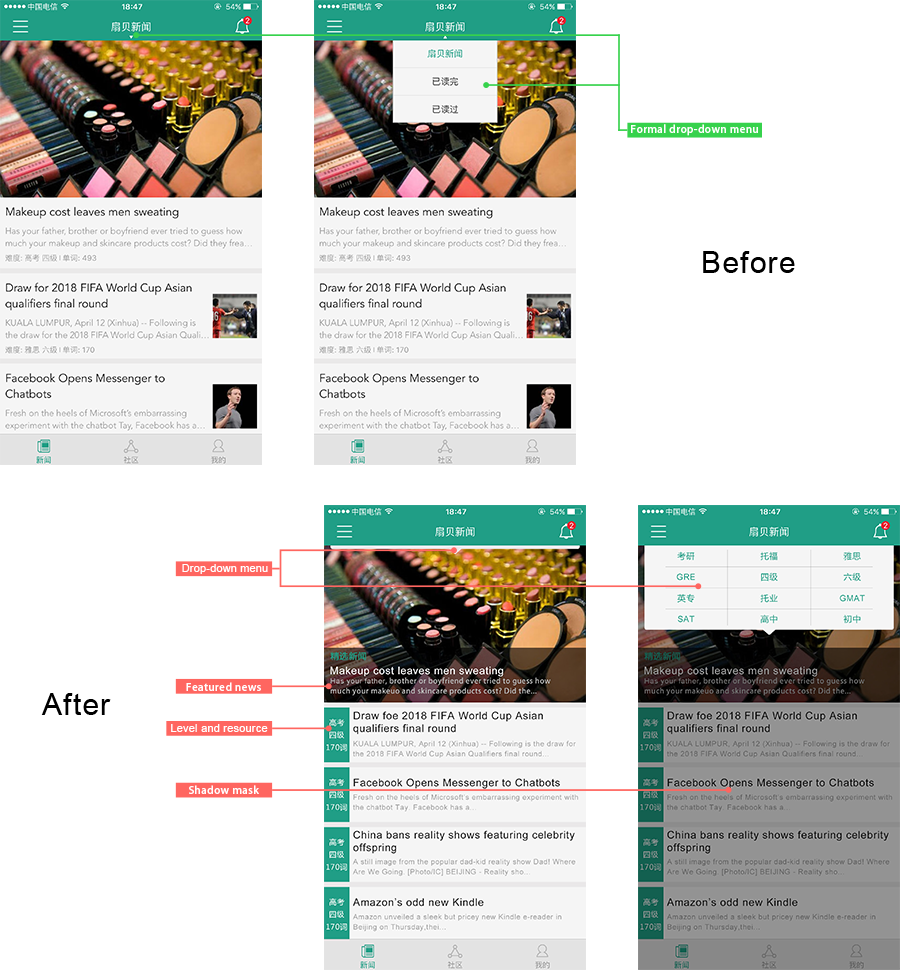 中国电信 18:47 54%
扇贝新闻 2
Makeup cost leaves men sweating
Has your father, brother or boyfriend ever tried to guess how
much your makeup and skincare products cost? Did they frea...
难度: 高考 四级 | 单词: 493
Draw for 2018 FIFA World Cup Asian
qualifiers final round
KUALA LUMPUR, April 12 (Xinhua) -- Following is
the draw for the 2018 FIFA World Cup Asian Quali...
难度: 雅思 六级 | 单词: 170
Facebook Opens Messenger to
Chatbots
Fresh on the heels of Microsoft's embarrassing
experiment with the chatbot Tay, Facebook has a...
新闻 社区 我的
中国电信 18:47 54%
扇贝新闻 2
扇贝新闻
已读完
已读过
Makeup cost leaves men sweating
Has your father, brother or boyfriend ever tried to guess how
much your makeup and skincare products cost? Did they frea...
难度: 高考 四级 | 单词: 493
Draw for 2018 FIFA World Cup Asian
qualifiers final round
KUALA LUMPUR, April 12 (Xinhua) -- Following is
the draw for the 2018 FIFA World Cup Asian Quali...
难度: 雅思 六级 | 单词: 170
Facebook Opens Messenger to
Chatbots
Fresh on the heels of Microsoft's embarrassing
experiment with the chatbot Tay, Facebook has a...
新闻 社区 我的
Formal drop-down menu
Before
After
Drop-down menu
Featured news
Level and resource
Shadow mask
中国电信 18:47 54%
扇贝新闻 2
精选新闻
Makeup cost leaves men sweating
Has your father, brother or boyfriend ever tried to guess how
much your makeuo and skincare products cost? Did the...
高考
四级
170词
Draw foe 2018 FIFA World Cup Asian
qualifiers final round
KUALA LUMPUR, April 12 (Xinhua) -- Following is the draw for
the 2018 FIFA World Cup Asian Qualifiers final round...
高考
四级
170词
Facebook Opens Messenger to Chatbots
Fresh on the heels of Microsoft's embarrassing experiment with
the chatbot Tay. Facebook has a...
高考
四级
170词
China bans reality shows featuring celebrity
offspring
A still image from the popular dad-kid reality show Dad! Where
Are We Going. [Photo/IC] BEIJING - Reality sho..
高考
四级
170词
Amazon's odd new Kindle
Amazon unveiled a sleek but pricey new Kindle e-reader in
Beijing on Thursday,thei...
新闻 社区 我的
中国电信 18:47 54%
扇贝新闻 2
考研 托福 雅思
GRE 四级 六级
英专 托业 GMAT
SAT 高中 初中
精选新闻
Makeup cost leaves men sweating
Has your father, brother or boyfriend ever tried to guess how
much your makeuo and skincare products cost? Did the...
高考
四级
170词
Draw foe 2018 FIFA World Cup Asian
qualifiers final round
KUALA LUMPUR, April 12 (Xinhua) -- Following is the draw for
the 2018 FIFA World Cup Asian Qualifiers final round...
高考
四级
170词
Facebook Opens Messenger to Chatbots
Fresh on the heels of Microsoft's embarrassing experiment with
the chatbot Tay. Facebook has a...
高考
四级
170词
China bans reality shows featuring celebrity
offspring
A still image from the popular dad-kid reality show Dad! Where
Are We Going. [Photo/IC] BEIJING - Reality sho..
高考
四级
170词
Amazon's odd new Kindle
Amazon unveiled a sleek but pricey new Kindle e-reader in
Beijing on Thursday,thei...
新闻 社区 我的